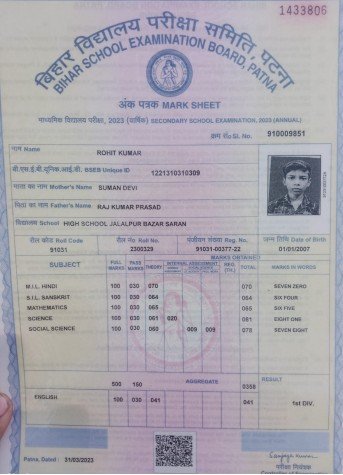 1433806
बिहार विद्यालय परीक्षा समिति, पटना
BIHAR SCHOOL EXAMINATION BOARD, PATNA
अंक पत्रक MARK SHEET
माध्यमिक विद्यालय परीक्षा, 2023 (वार्षिक) SECONDARY SCHOOL EXAMINATION, 2023 (ANNUAL)
क्रम सं० Sl. No. 910009851
नाम Name ROHIT KUMAR
बी.एस.ई.बी.यूनिक.आई.डी. BSEB Unique ID 1221310310309
माता का नाम Mother's Name SUMAN DEVI
पिता का नाम Father's Name RAJ KUMAR PRASAD
विद्यालय School HIGH SCHOOL JALALPUR BAZAR SARAN
रौल कोड Roll Code रौल नं० Roll No. पंजीयन संख्या Reg. No. जन्म तिथि Date of Birth
91031 2300329 91031-00377-22 01/01/2007
MARKS OBTAINED
SUBJECT FULL MARKS PASS MARKS THEORY INTERNAL ASSESSMENT REG. TOTAL MARKS IN WORDS
M.I.L. HINDI 100 030 070 070 SEVEN ZERO
S.I.L. SANSKRIT 100 030 064 064 SIX FOUR
MATHEMATICS 100 030 065 065 SIX FIVE
SCIENCE 100 030 061 020 081 EIGHT ONE
SOCIAL SCIENCE 100 030 060 009 009 078 SEVEN EIGHT
500 150 AGGREGATE 0358 RESULT
ENGLISH 100 030 041 041 1st DIV.
Patna, Dated : 31/03/2023
परीक्षा नियंत्रक